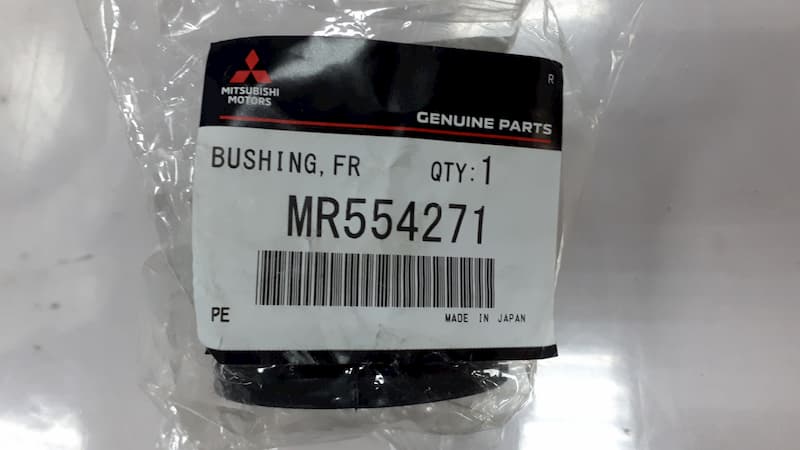 R
MITSUBISHI
MOTORS
GENUINE PARTS
BUSHING, FR QTY:1
MR554271
PE MADE IN JAPAN